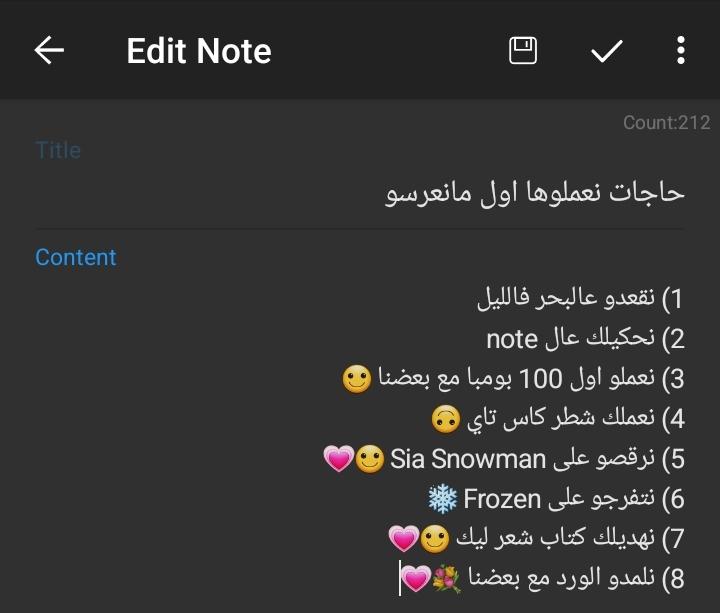 Edit Note
Count:212
Title
حاجات نعملوها اول مانعرسو
Content
1) نقعدو عالبحر فالليل
2) نحكيلك عال note
3) نعملو اول 100 بومبا مع بعضنا 🙂
4) نعملك شطر كاس تاي 🙃
5) نرقصو على Sia Snowman 🙂💗
6) نتفرجو على Frozen ❄️
7) نهديلك كتاب شعر ليك 🙂💗
8) نلمدو الورد مع بعضنا 💐💗